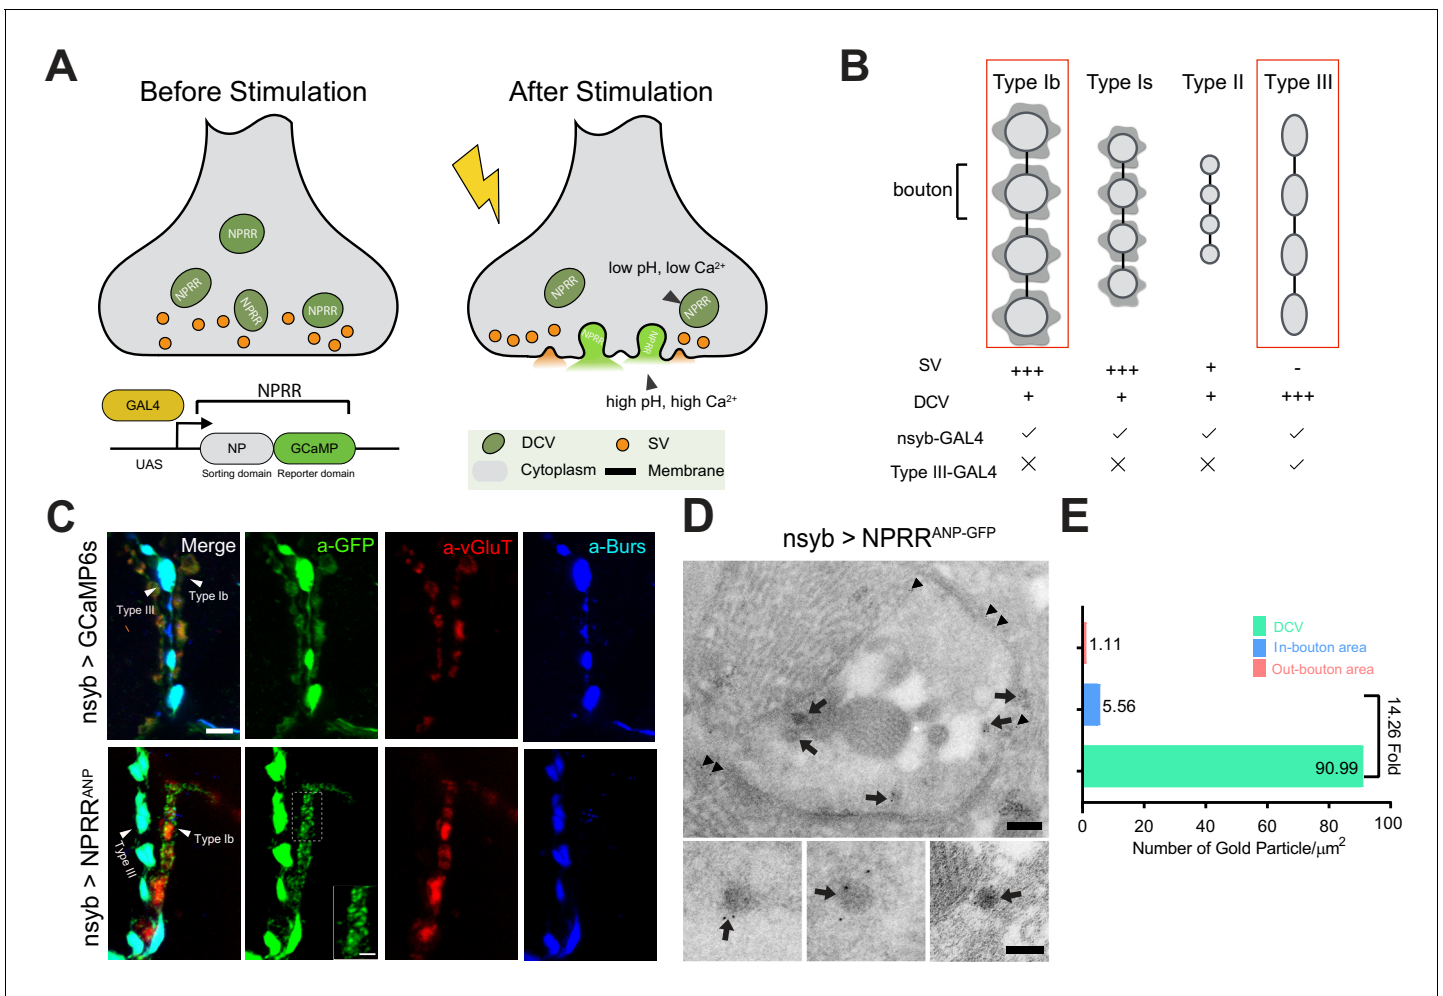 A
Before Stimulation
After Stimulation
NPRR
NPRR
NPRR
NPRR
low pH, low Ca²⁺
NPRR
NPRR
NPRR
NPRR
high pH, high Ca²⁺
NPRR
GAL4
UAS
NP
GCaMP
Sorting domain
Reporter domain
DCV
SV
Cytoplasm
Membrane
B
Type Ib
Type Is
Type II
Type III
bouton
SV +++ +++ + -
DCV + + + +++
nsyb-GAL4 ✓ ✓ ✓ ✓
Type III-GAL4 ✕ ✕ ✕ ✓
C
nsyb > GCaMP6s
Merge
a-GFP
a-vGluT
a-Burs
Type III
Type Ib
nsyb > NPRRᴬᴺᴾ
Type III
Type Ib
D
nsyb > NPRRᴬᴺᴾ⁻ᴳꟳᴾ
E
DCV
In-bouton area
Out-bouton area
1.11
5.56
90.99
14.26 Fold
0 20 40 60 80 100
Number of Gold Particle/μm²